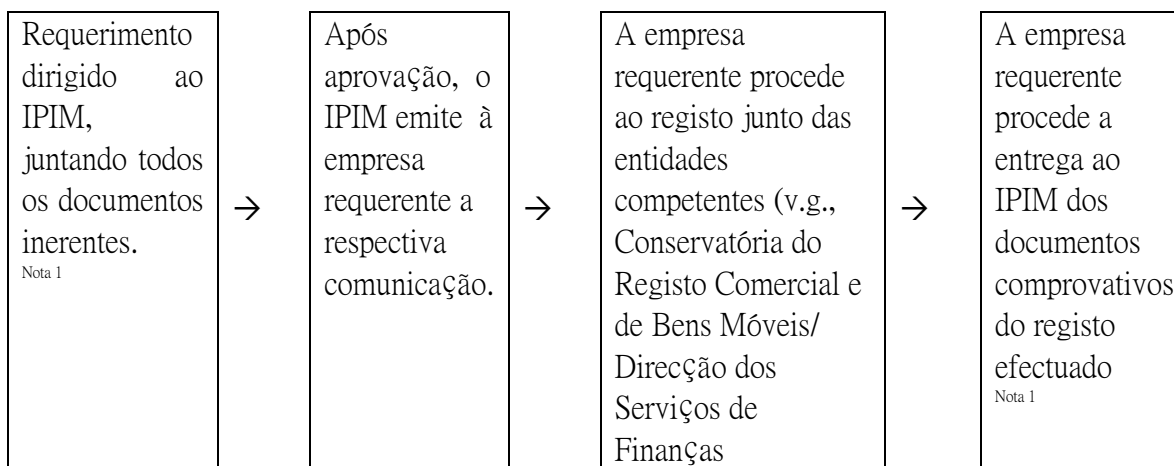 Requerimento
dirigido ao
IPIM,
juntando todos
os documentos
inerentes.
Nota 1
→
Após
aprovação, o
IPIM emite à
empresa
requerente a
respectiva
comunicação.
→
A empresa
requerente procede
ao registo junto das
entidades
competentes (v.g.,
Conservatória do
Registo Comercial e
de Bens Móveis/
Direcção dos
Serviços de
Finanças
→
A empresa
requerente
procede a
entrega ao
IPIM dos
documentos
comprovativos
do registo
efectuado
Nota 1